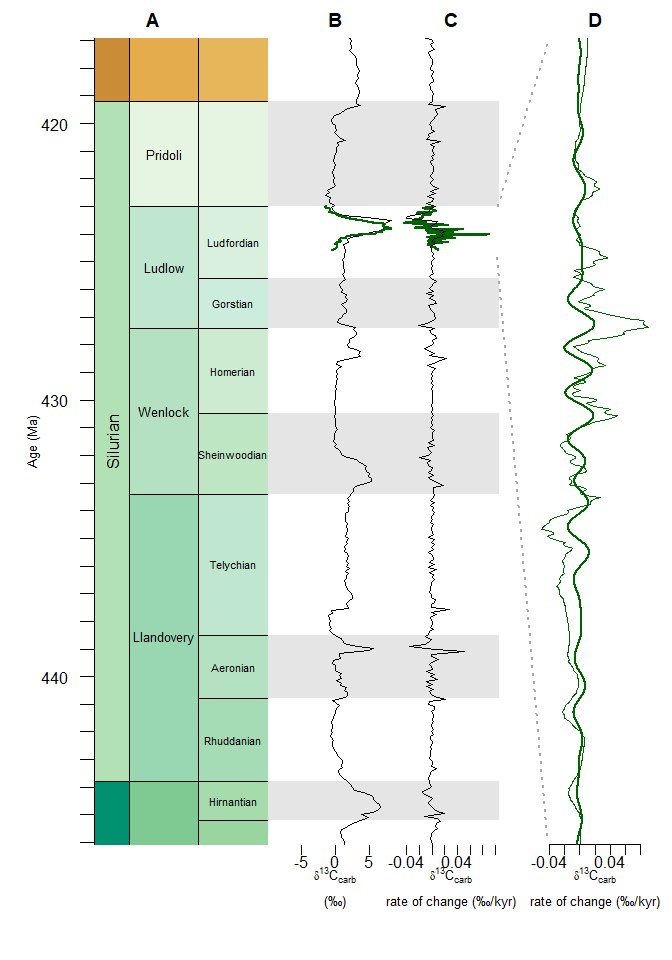 A B C D
420
430
440
Age (Ma)
Silurian
Pridoli
Ludlow
Wenlock
Llandovery
Ludfordian
Gorstian
Homerian
Sheinwoodian
Telychian
Aeronian
Rhuddanian
Hirnantian
-5 0 5 -0.04 0.04 -0.04 0.04
δ¹³Ccarb δ¹³Ccarb δ¹³Ccarb
(‰) rate of change (‰/kyr) rate of change (‰/kyr)